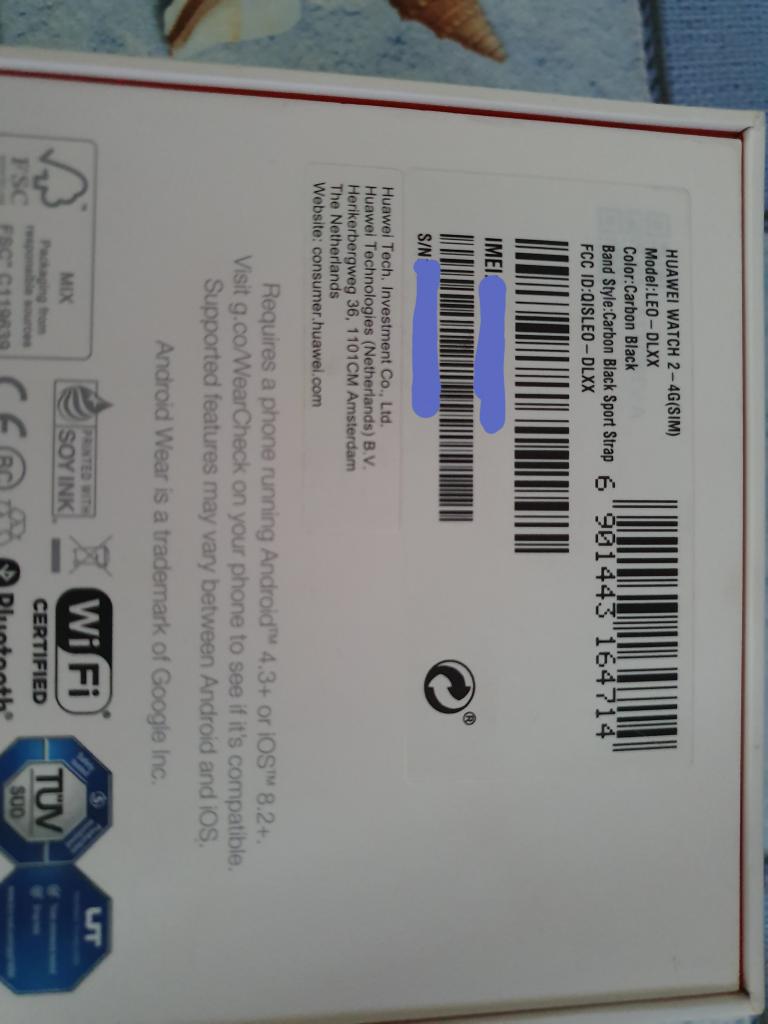 HUAWEI WATCH 2-4G(SIM)
Model:LEO-DLXX
Color:Carbon Black
Band Style:Carbon Black Sport Strap
FCC ID:QISLEO-DLXX
6 901443 164714
IMEI
S/N
®
Huawei Tech. Investment Co., Ltd.
Huawei Technologies (Netherlands) B.V.
Herikerbergweg 36, 1101CM Amsterdam
The Netherlands
Website: consumer.huawei.com
Requires a phone running Android™ 4.3+ or iOS™ 8.2+.
Visit g.co/WearCheck on your phone to see if it's compatible.
Supported features may vary between Android and iOS.
Android Wear is a trademark of Google Inc.
FSC
MIX
Packaging from
responsible sources
FSC™ C119639
PRINTED WITH
SOY INK
CE
RC
Wi Fi
CERTIFIED
Bluetooth®
TÜV
SÜD